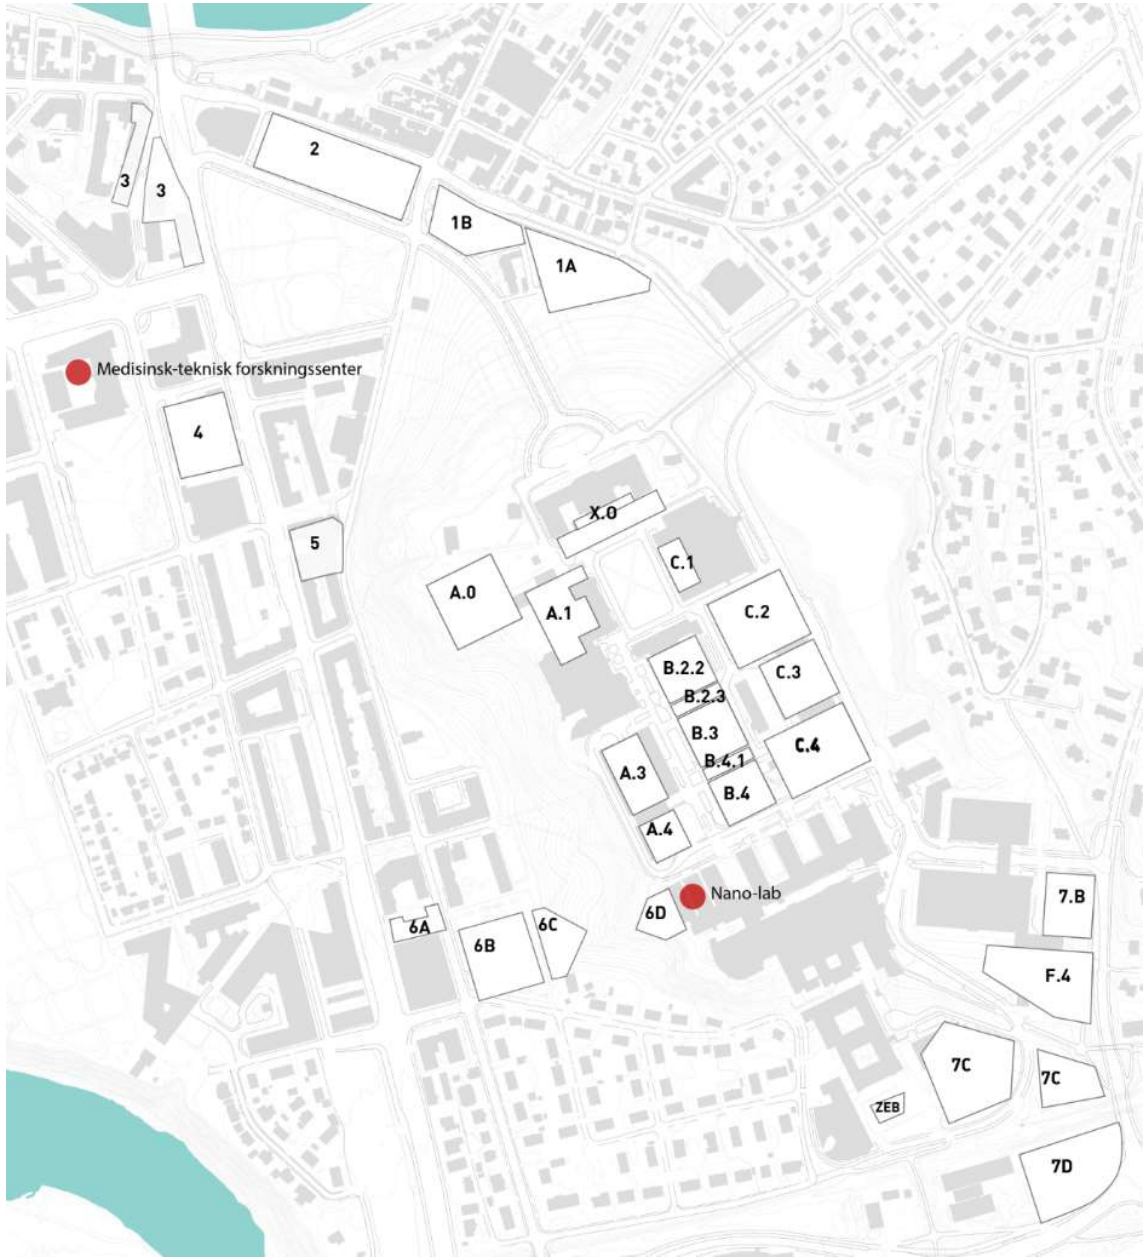 2
3
3
1B
1A
Medisinsk-teknisk forskningssenter
4
X.O
5
C.1
A.0
A.1
C.2
B.2.2
C.3
B.2.3
B.3
C.4
B.4.1
A.3
B.4
A.4
Nano-lab
7.B
6D
6A
6C
6B
F.4
7C
7C
ZEB
7D